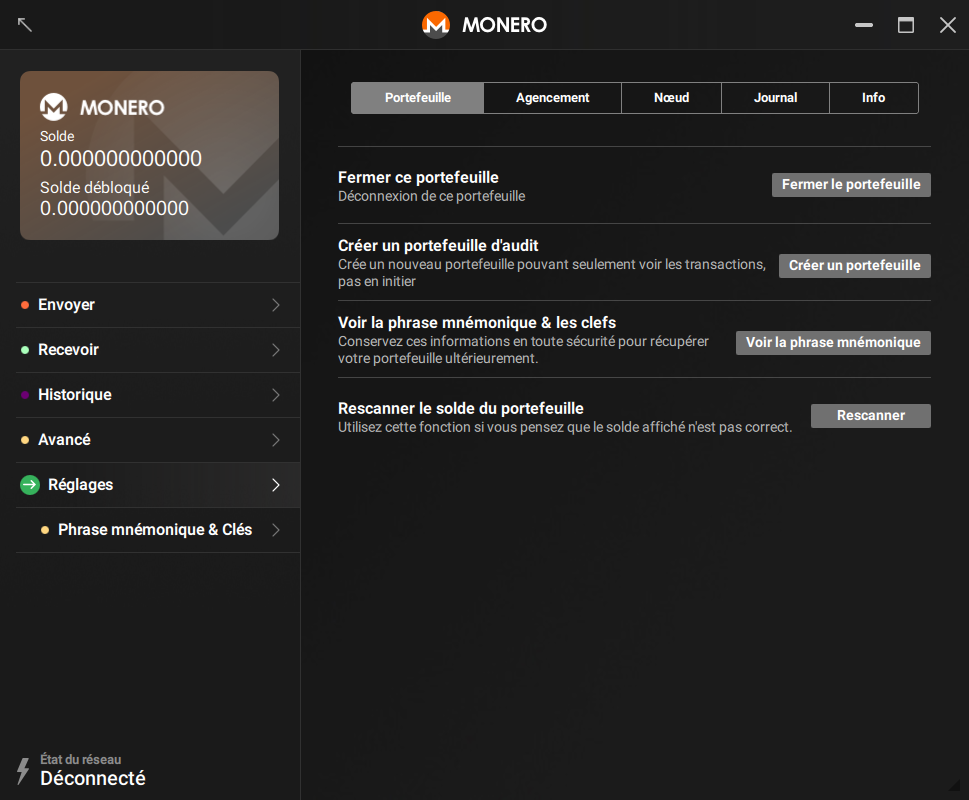 MONERO
MONERO
Solde
0.000000000000
Solde débloqué
0.000000000000
Envoyer
Recevoir
Historique
Avancé
Réglages
Phrase mnémonique & Clés
État du réseau
Déconnecté
Portefeuille Agencement Nœud Journal Info
Fermer ce portefeuille
Déconnexion de ce portefeuille
Fermer le portefeuille
Créer un portefeuille d'audit
Crée un nouveau portefeuille pouvant seulement voir les transactions,
pas en initier
Créer un portefeuille
Voir la phrase mnémonique & les clefs
Conservez ces informations en toute sécurité pour récupérer
votre portefeuille ultérieurement.
Voir la phrase mnémonique
Rescanner le solde du portefeuille
Utilisez cette fonction si vous pensez que le solde affiché n'est pas correct.
Rescanner